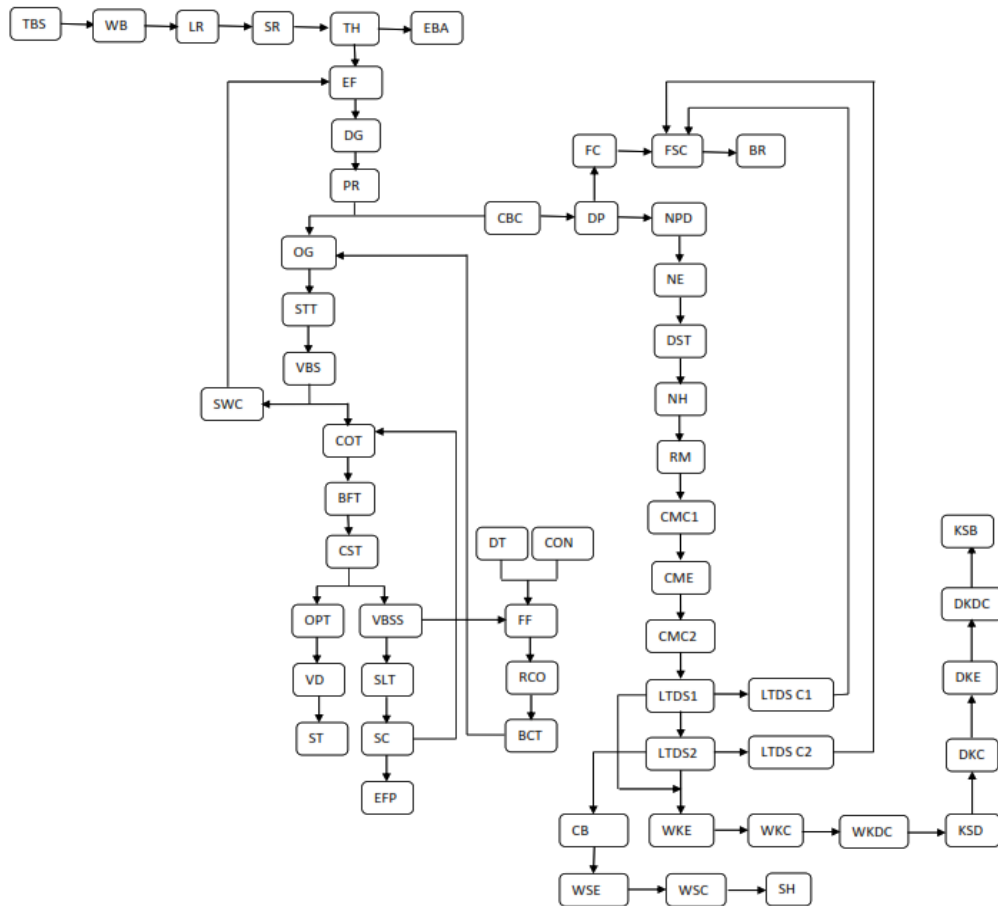 TBS
WB
LR
SR
TH
EBA
EF
DG
PR
FC
FSC
BR
CBC
DP
NPD
OG
NE
STT
DST
VBS
SWC
NH
COT
RM
BFT
CMC1
CST
DT
CON
KSB
CME
DKDC
OPT
VBSS
FF
CMC2
VD
SLT
RCO
DKE
LTDS1
LTDS C1
ST
SC
BCT
LTDS2
LTDS C2
DKC
EFP
CB
WKE
WKC
WKDC
KSD
WSE
WSC
SH